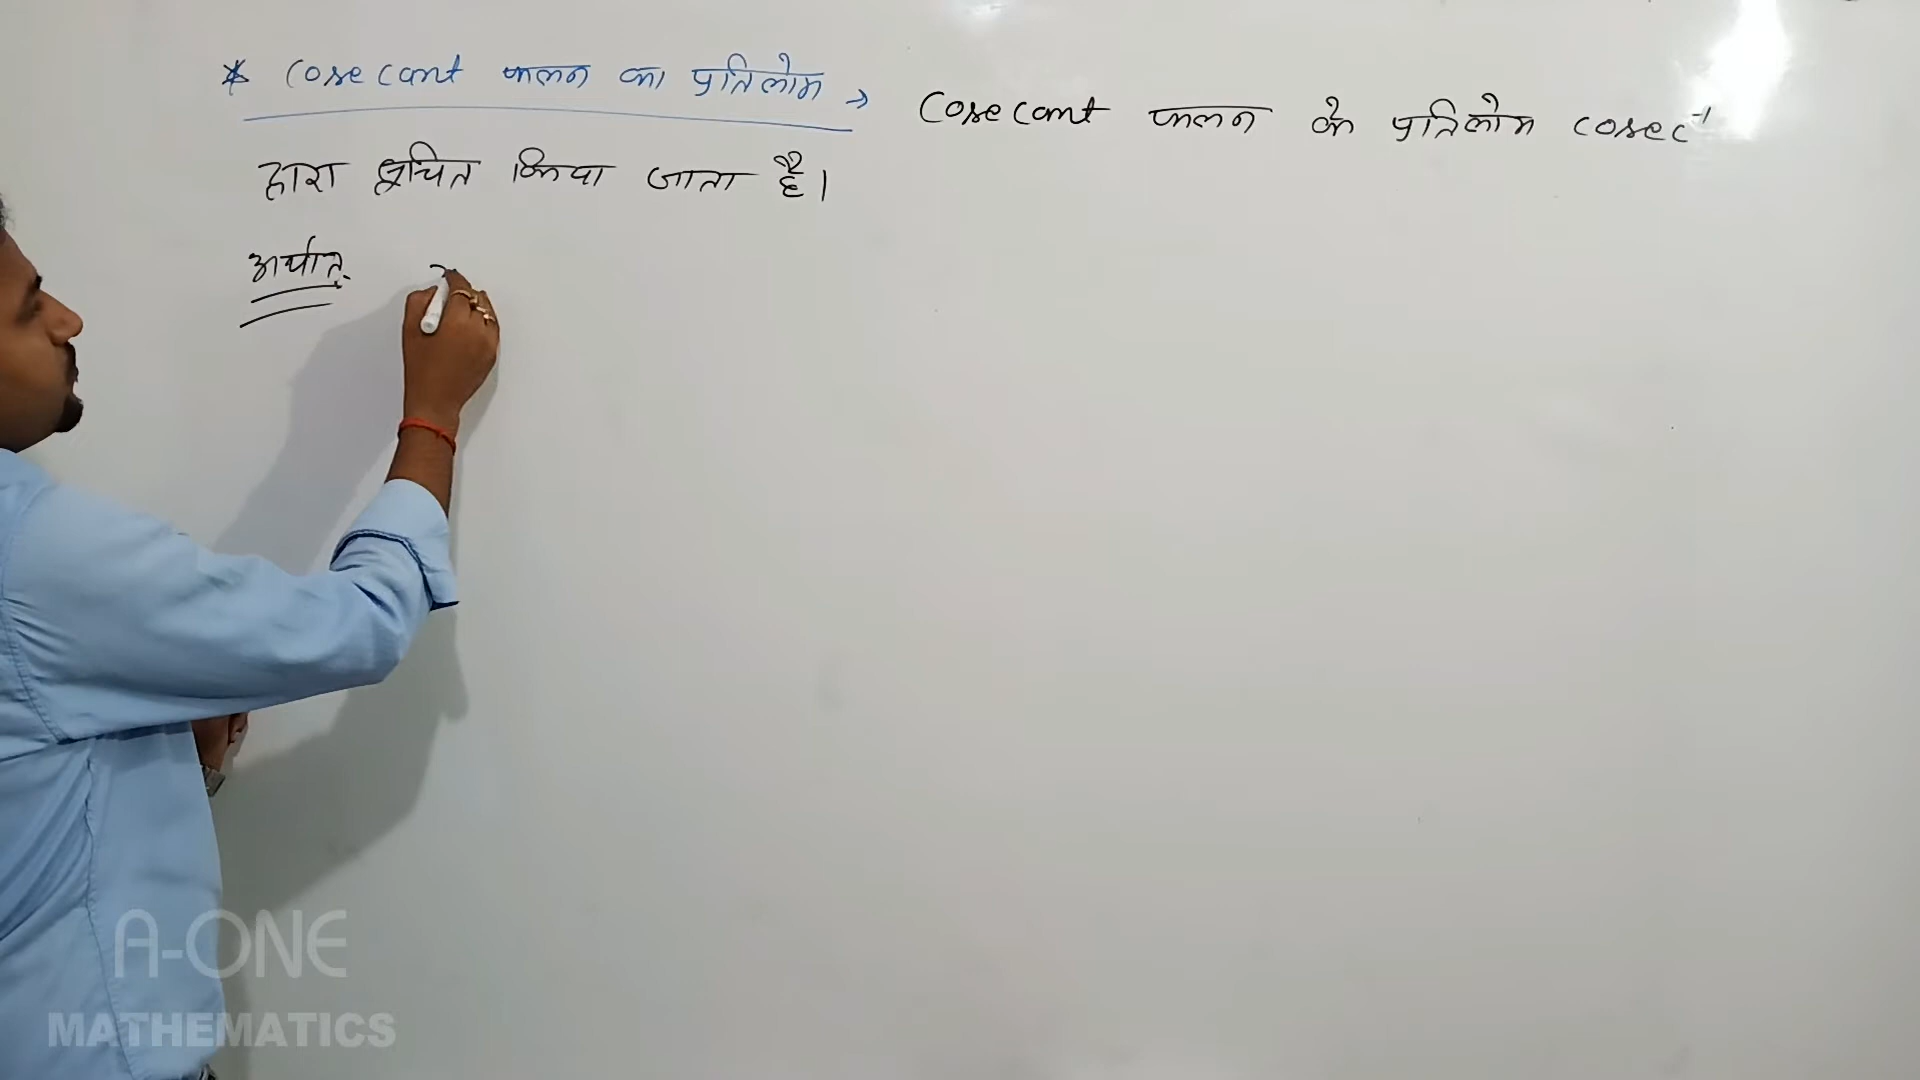 * Cosecant फलन का प्रतिलोम → Cosecant फलन के प्रतिलोम cosec⁻¹
द्वारा सूचित किया जाता है।
अर्थात्
A-ONE
MATHEMATICS